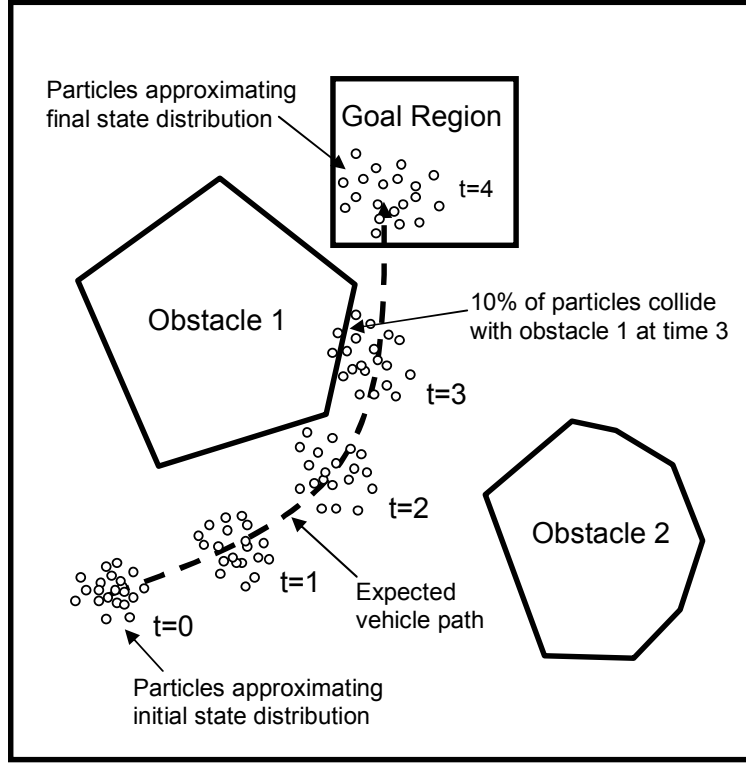 Particles approximating
final state distribution
Goal Region
t=4
Obstacle 1
10% of particles collide
with obstacle 1 at time 3
t=3
t=2
Obstacle 2
t=1
Expected
vehicle path
t=0
Particles approximating
initial state distribution